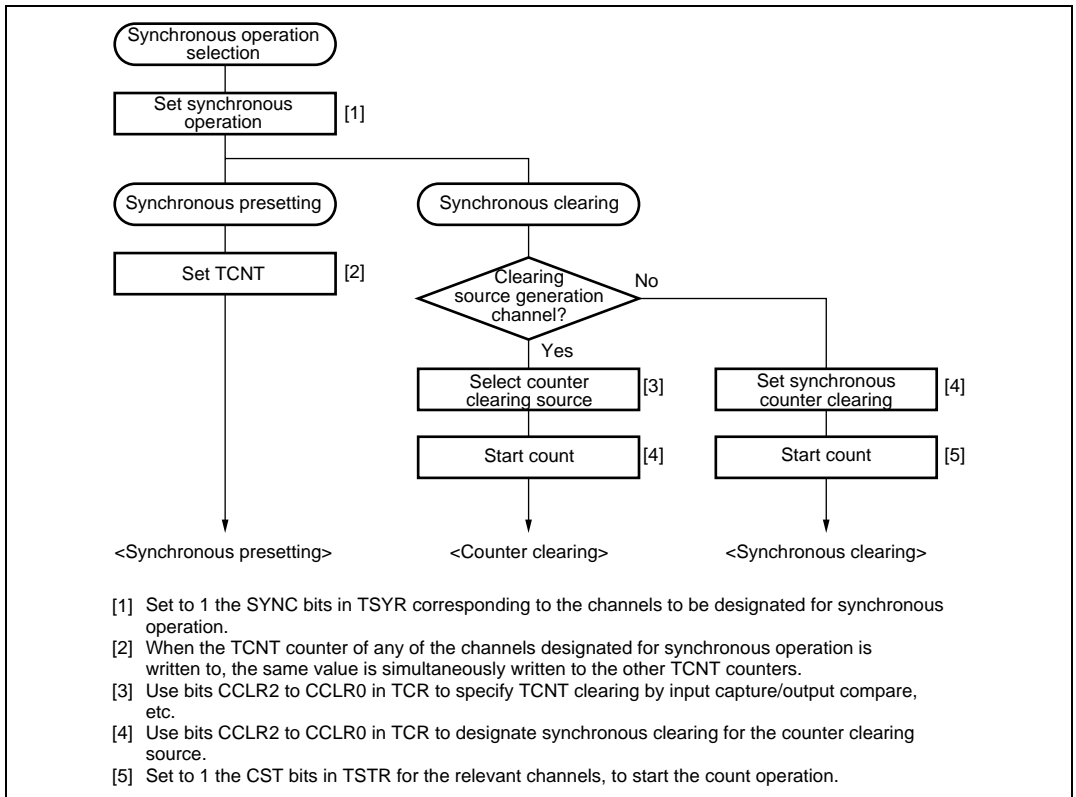 Synchronous operation
selection
Set synchronous
operation
[1]
Synchronous presetting
Synchronous clearing
Set TCNT
[2]
Clearing
source generation
channel?
No
Yes
Select counter
clearing source
[3]
Set synchronous
counter clearing
[4]
Start count
[4]
Start count
[5]
<Synchronous presetting>
<Counter clearing>
<Synchronous clearing>
[1] Set to 1 the SYNC bits in TSYR corresponding to the channels to be designated for synchronous
operation.
[2] When the TCNT counter of any of the channels designated for synchronous operation is
written to, the same value is simultaneously written to the other TCNT counters.
[3] Use bits CCLR2 to CCLR0 in TCR to specify TCNT clearing by input capture/output compare,
etc.
[4] Use bits CCLR2 to CCLR0 in TCR to designate synchronous clearing for the counter clearing
source.
[5] Set to 1 the CST bits in TSTR for the relevant channels, to start the count operation.